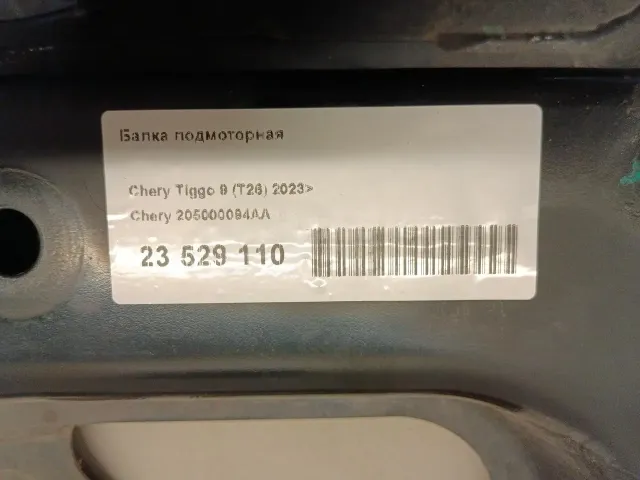 Балка подмоторная
Chery Tiggo 9 (T26) 2023>
Chery 205000094AA
23 529 110